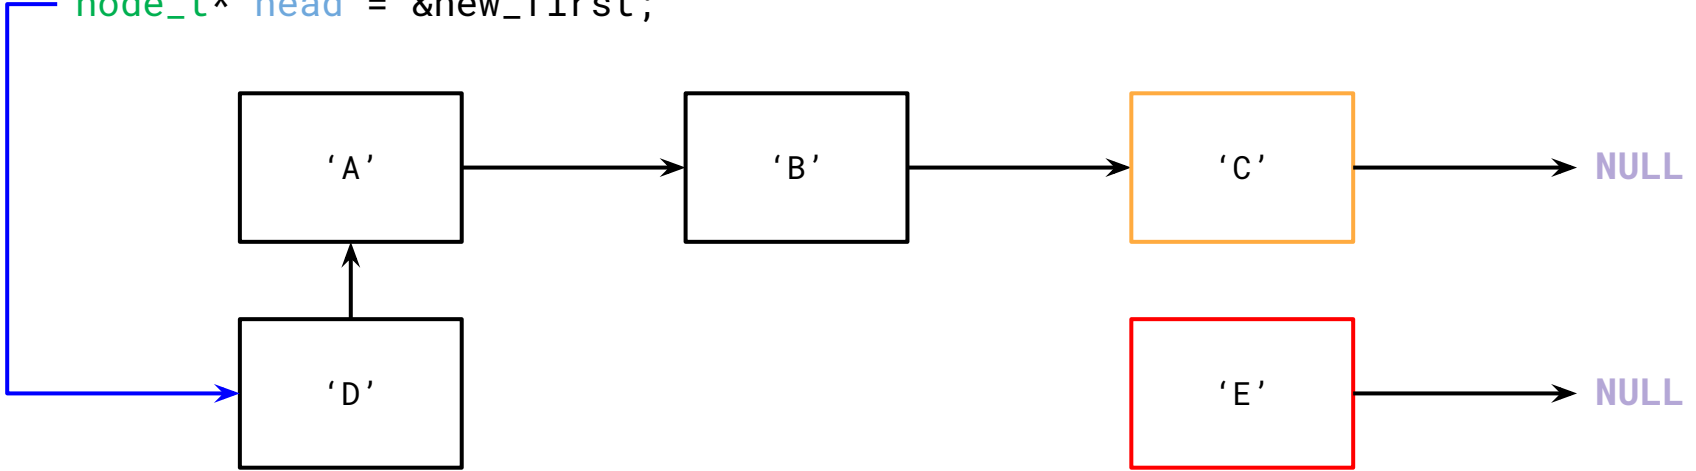 node_t* head = &new_first;
‘A’ ‘B’ ‘C’ NULL
‘D’ ‘E’ NULL